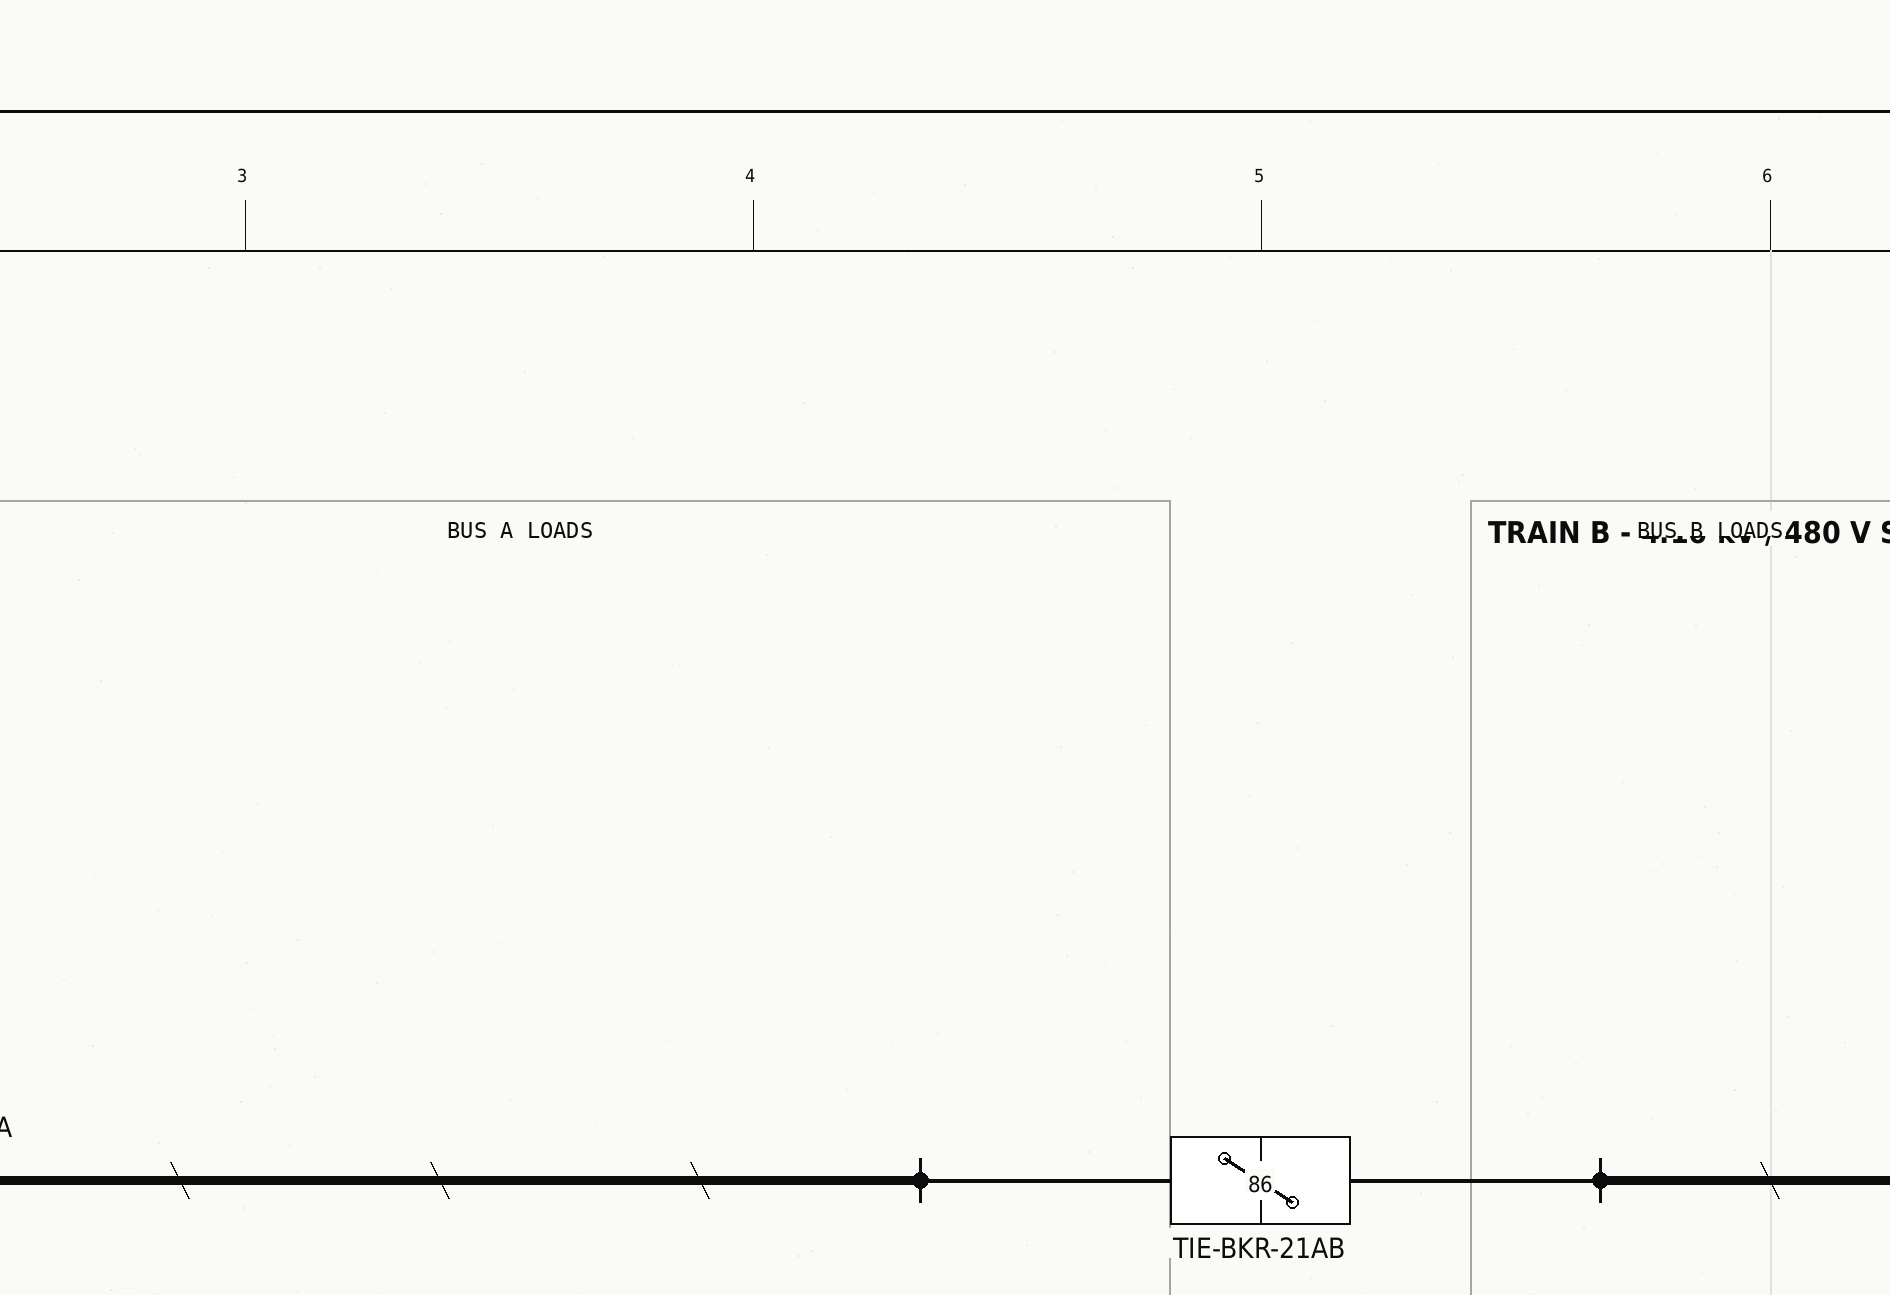 3 4 5 6
BUS A LOADS
TRAIN B - 480 V
BUS B LOADS
A
86
TIE-BKR-21AB